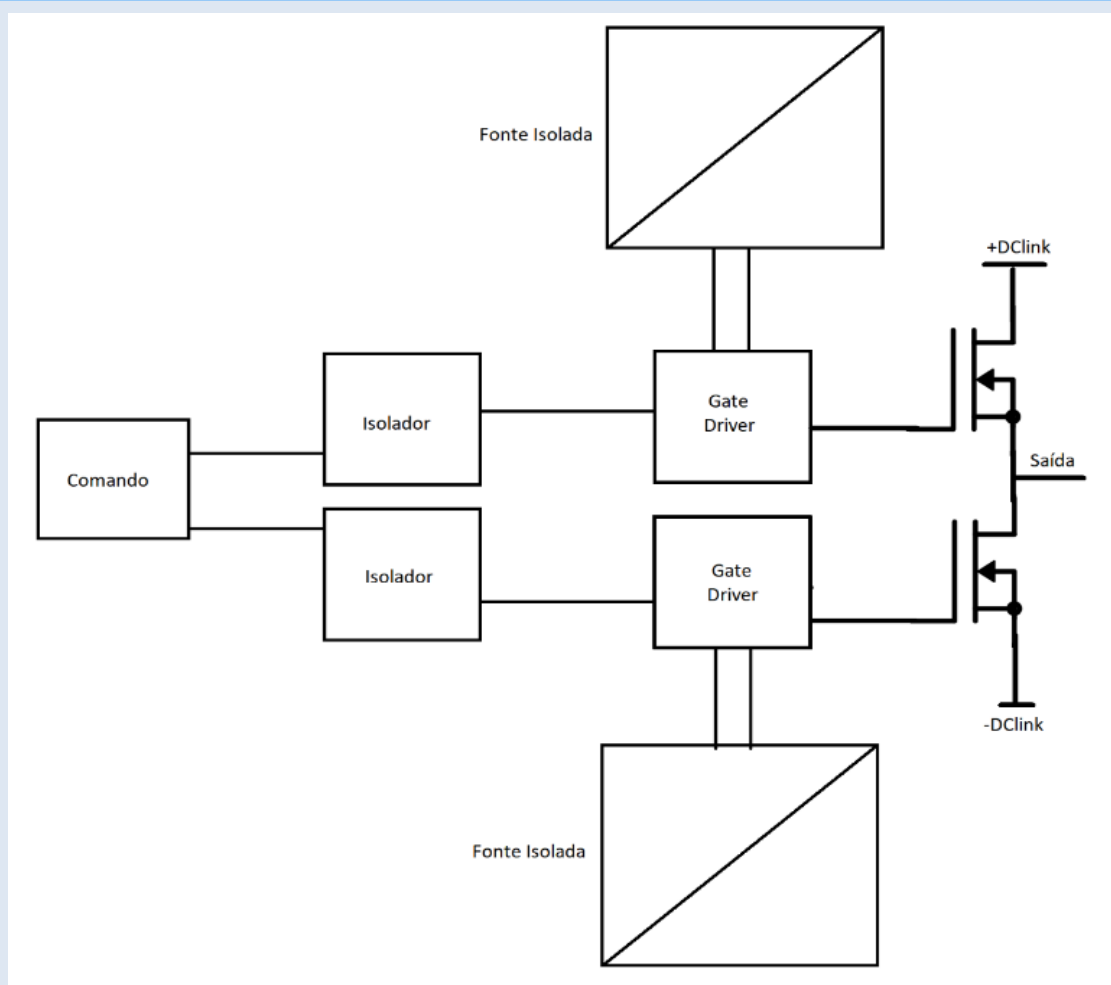 Fonte Isolada
+DClink
Gate
Driver
Isolador
Saída
Comando
Isolador
Gate
Driver
-DClink
Fonte Isolada